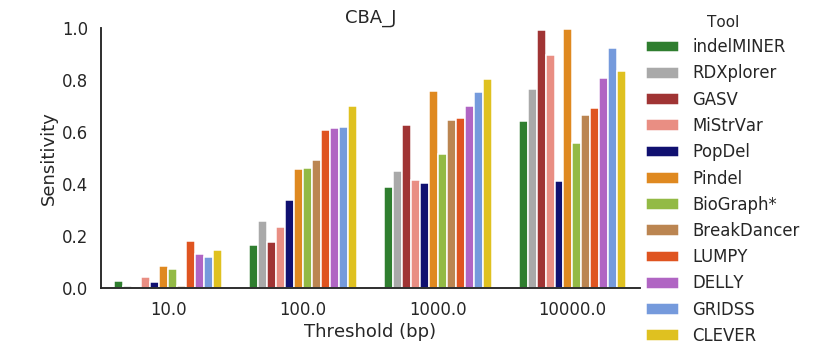 CBA_J
Tool
1.0
0.8
0.6
0.4
0.2
0.0
Sensitivity
10.0
100.0
1000.0
10000.0
Threshold (bp)
indelMINER
RDXplorer
GASV
MiStrVar
PopDel
Pindel
BioGraph*
BreakDancer
LUMPY
DELLY
GRIDSS
CLEVER